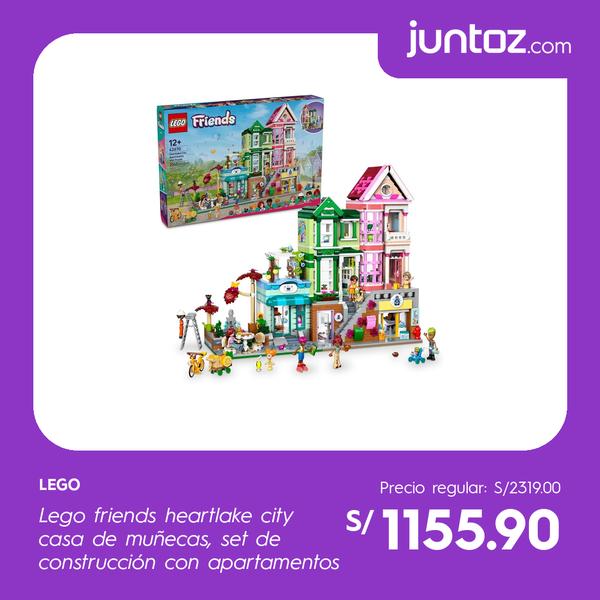 juntoz.com
LEGO Friends
12+
LEGO
Precio regular: S/2319.00
Lego friends heartlake city
casa de muñecas, set de
construcción con apartamentos
S/ 1155.90